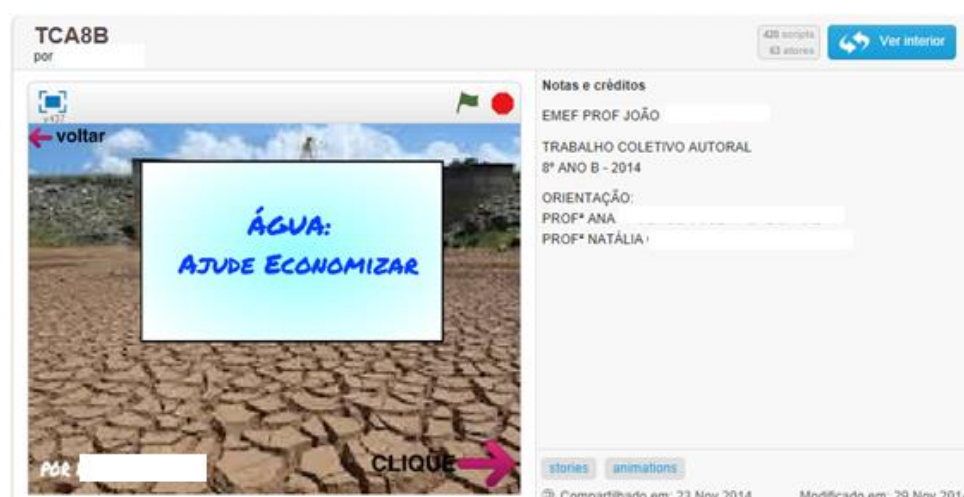 TCA8B
por
428 scripts
63 atores
Ver interior
v437
voltar
ÁGUA:
AJUDE ECONOMIZAR
POR
CLIQUE
Notas e créditos
EMEF PROF JOÃO
TRABALHO COLETIVO AUTORAL
8º ANO B - 2014
ORIENTAÇÃO:
PROFª ANA
PROFª NATÁLIA
stories animations
Compartilhado em: 23 Nov 2014 Modificado em: 29 Nov 201